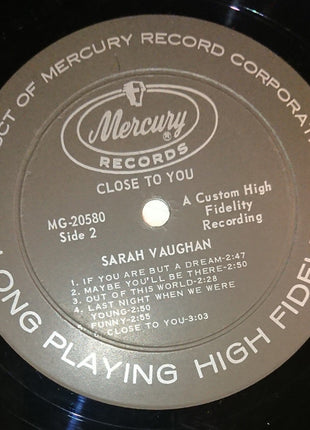 UCT OF MERCURY RECORD CORPORAT
Mercury
®
RECORDS
CLOSE TO YOU
MG-20580
Side 2
A Custom High
Fidelity
Recording
SARAH VAUGHAN
1. IF YOU ARE BUT A DREAM-2:47
2. MAYBE YOU'LL BE THERE-2:50
3. OUT OF THIS WORLD-2:28
4. LAST NIGHT WHEN WE WERE
YOUNG-2:50
5. FUNNY-2:55
6. CLOSE TO YOU-3:03
LONG PLAYING HIGH FIDEL